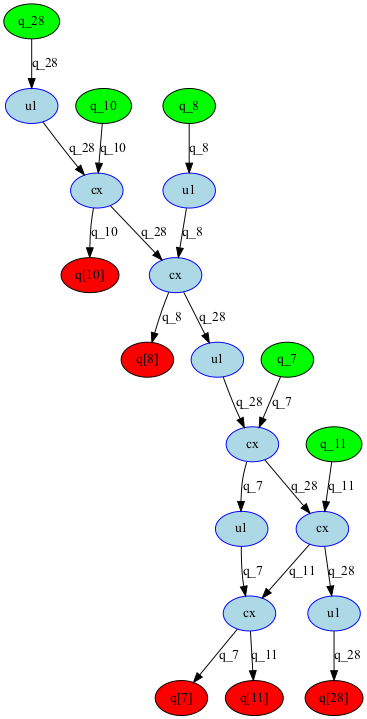 q_28
q_28
u1 q_10 q_8
q_28 q_10 q_8
cx u1
q_10 q_28 q_8
q[10] cx
q_8 q_28
q[8] u1 q_7
q_28 q_7
cx q_11
q_7 q_28 q_11
u1 cx
q_7 q_11 q_28
cx u1
q_7 q_11 q_28
q[7] q[11] q[28]